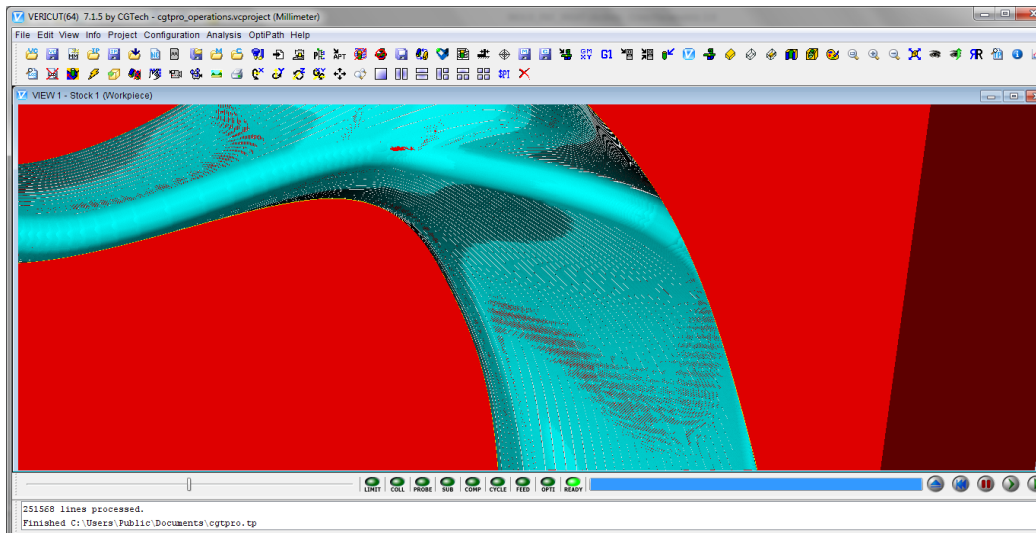 VERICUT(64)  7.1.5 by CGTech - cgtpro_operations.vcproject (Millimeter)
File Edit View Info Project Configuration Analysis OptiPath Help
G1
VIEW 1 - Stock 1 (Workpiece)
LIMIT COLL PROBE SUB COMP CYCLE FEED OPTI READY
251568 lines processed.
Finished C:\Users\Public\Documents\cgtpro.tp